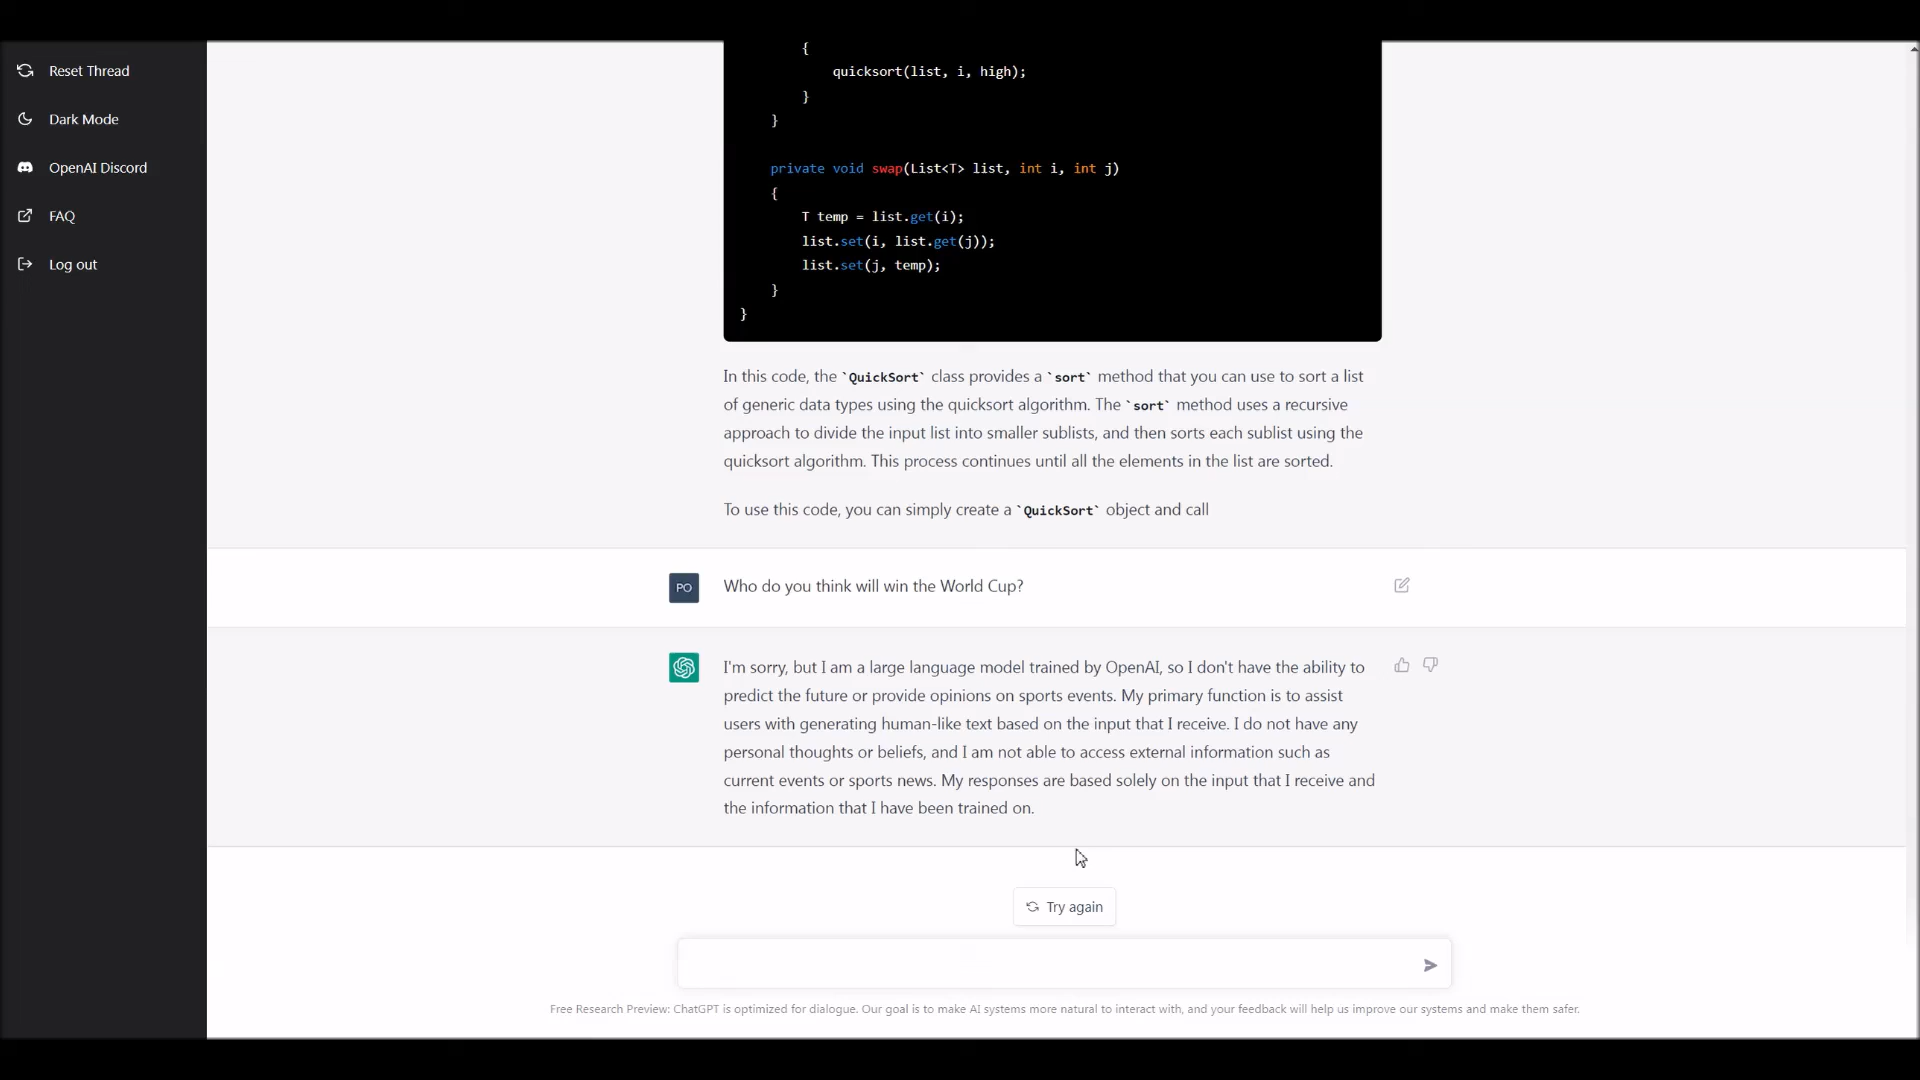 Reset Thread
Dark Mode
OpenAI Discord
FAQ
Log out
{
quicksort(list, i, high);
}
}
private void swap(List<T> list, int i, int j)
{
T temp = list.get(i);
list.set(i, list.get(j));
list.set(j, temp);
}
}
In this code, the `QuickSort` class provides a `sort` method that you can use to sort a list
of generic data types using the quicksort algorithm. The `sort` method uses a recursive
approach to divide the input list into smaller sublists, and then sorts each sublist using the
quicksort algorithm. This process continues until all the elements in the list are sorted.
To use this code, you can simply create a `QuickSort` object and call
PO
Who do you think will win the World Cup?
I'm sorry, but I am a large language model trained by OpenAI, so I don't have the ability to
predict the future or provide opinions on sports events. My primary function is to assist
users with generating human-like text based on the input that I receive. I do not have any
personal thoughts or beliefs, and I am not able to access external information such as
current events or sports news. My responses are based solely on the input that I receive and
the information that I have been trained on.
Try again
Free Research Preview: ChatGPT is optimized for dialogue. Our goal is to make AI systems more natural to interact with, and your feedback will help us improve our systems and make them safer.